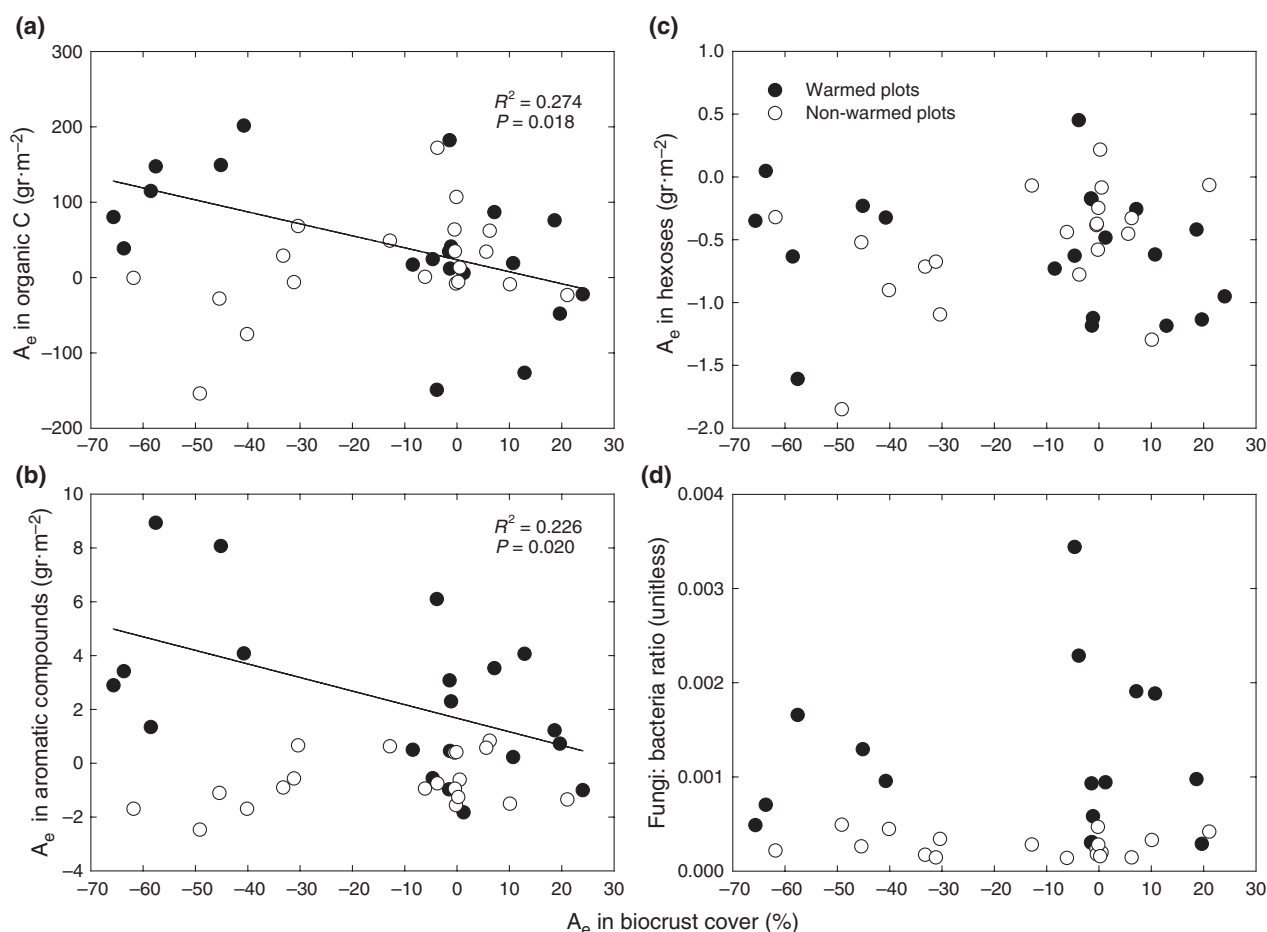 (a)
A_e in organic C (gr·m⁻²)
300
200
100
0
−100
−200
R² = 0.274
P = 0.018
−70 −60 −50 −40 −30 −20 −10 0 10 20 30
(c)
A_e in hexoses (gr·m⁻²)
1.0
0.5
0.0
−0.5
−1.0
−1.5
−2.0
Warmed plots
Non-warmed plots
−70 −60 −50 −40 −30 −20 −10 0 10 20 30
(b)
A_e in aromatic compounds (gr·m⁻²)
10
8
6
4
2
0
−2
−4
R² = 0.226
P = 0.020
−70 −60 −50 −40 −30 −20 −10 0 10 20 30
(d)
Fungi: bacteria ratio (unitless)
0.004
0.003
0.002
0.001
0.000
−70 −60 −50 −40 −30 −20 −10 0 10 20 30
A_e in biocrust cover (%)